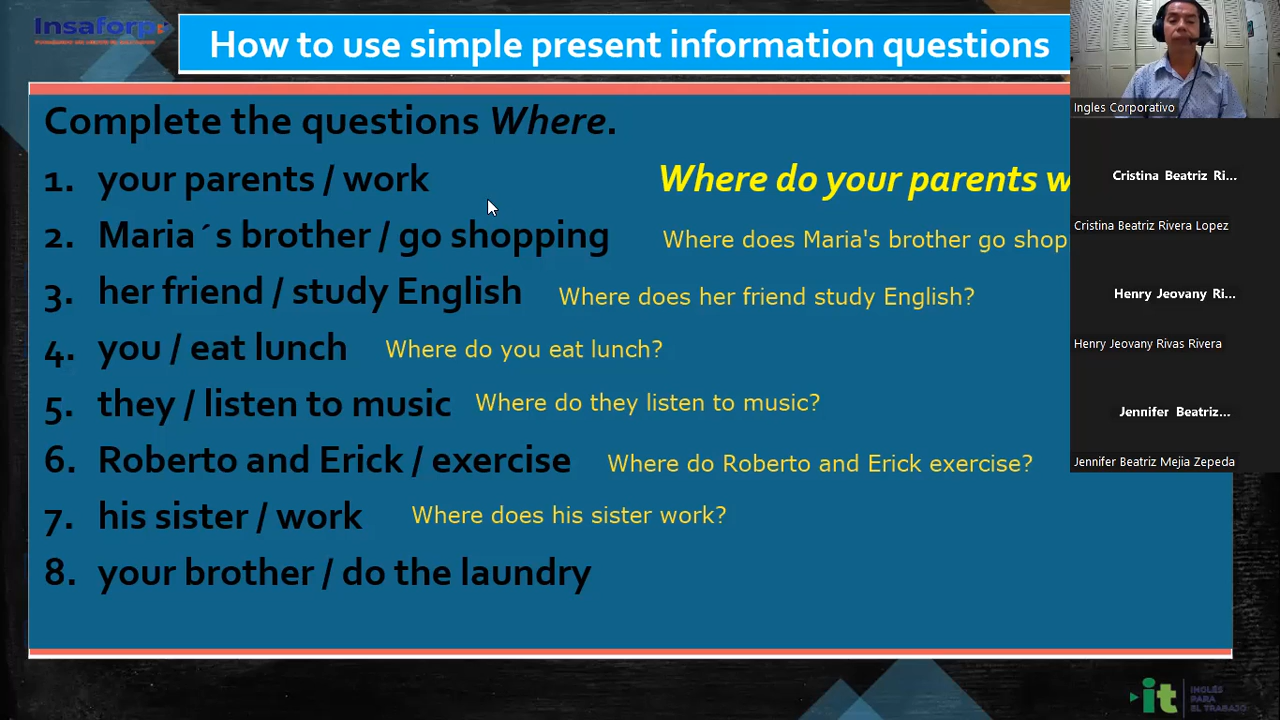 Insaforp
How to use simple present information questions
Complete the questions Where.
1. your parents / work Where do your parents w
2. Maria´s brother / go shopping Where does Maria's brother go shop
3. her friend / study English Where does her friend study English?
4. you / eat lunch Where do you eat lunch?
5. they / listen to music Where do they listen to music?
6. Roberto and Erick / exercise Where do Roberto and Erick exercise?
7. his sister / work Where does his sister work?
8. your brother / do the laundry
Ingles Corporativo
Cristina Beatriz Ri...
Cristina Beatriz Rivera Lopez
Henry Jeovany Ri...
Henry Jeovany Rivas Rivera
Jennifer Beatriz...
Jennifer Beatriz Mejia Zepeda
it
INGLÉS
PARA
EL TRABAJO